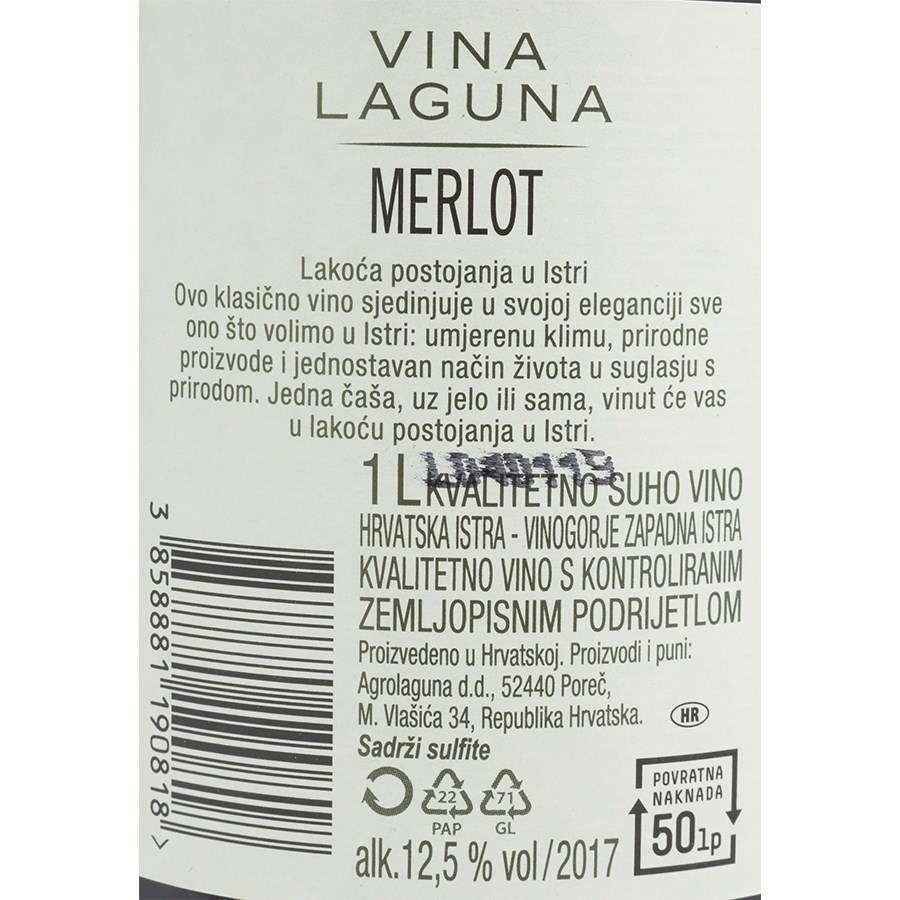 VINA
LAGUNA
MERLOT
Lakoća postojanja u Istri
Ovo klasično vino sjedinjuje u svojoj eleganciji sve
ono što volimo u Istri: umjerenu klimu, prirodne
proizvode i jednostavan način života u suglasju s
prirodom. Jedna čaša, uz jelo ili sama, vinut će vas
u lakoću postojanja u Istri.
1 L KVALITETNO SUHO VINO
HRVATSKA ISTRA - VINOGORJE ZAPADNA ISTRA
KVALITETNO VINO S KONTROLIRANIM
ZEMLJOPISNIM PODRIJETLOM
Proizvedeno u Hrvatskoj. Proizvodi i puni:
Agrolaguna d.d., 52440 Poreč,
M. Vlašića 34, Republika Hrvatska. HR
Sadrži sulfite
22 71
PAP GL
alk.12,5 % vol/2017
POVRATNA
NAKNADA
50lp
3 858881 190818 >